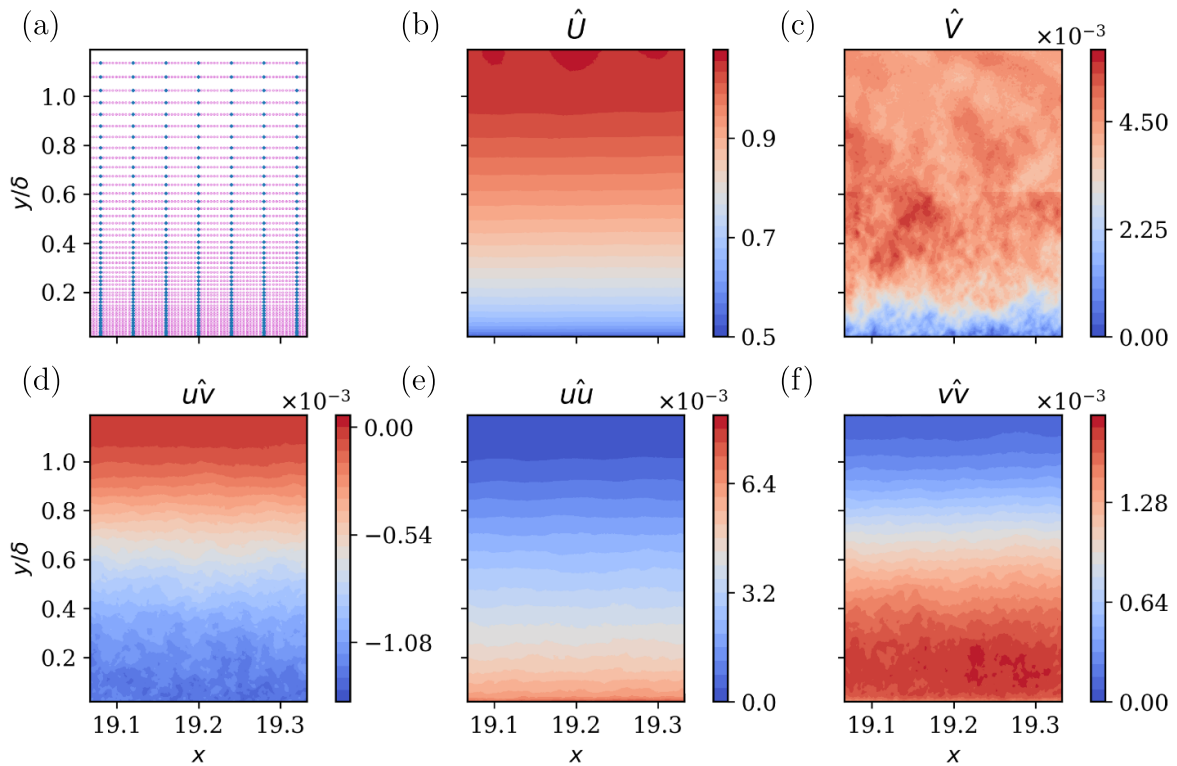 (a)
(b)
Û
(c)
V̂
×10⁻³
y/δ
1.0
0.8
0.6
0.4
0.2
0.9
0.7
0.5
4.50
2.25
0.00
(d)
uv̂
×10⁻³
(e)
uû
×10⁻³
(f)
vv̂
×10⁻³
y/δ
1.0
0.8
0.6
0.4
0.2
0.00
−0.54
−1.08
6.4
3.2
0.0
1.28
0.64
0.00
19.1 19.2 19.3
19.1 19.2 19.3
19.1 19.2 19.3
x
x
x